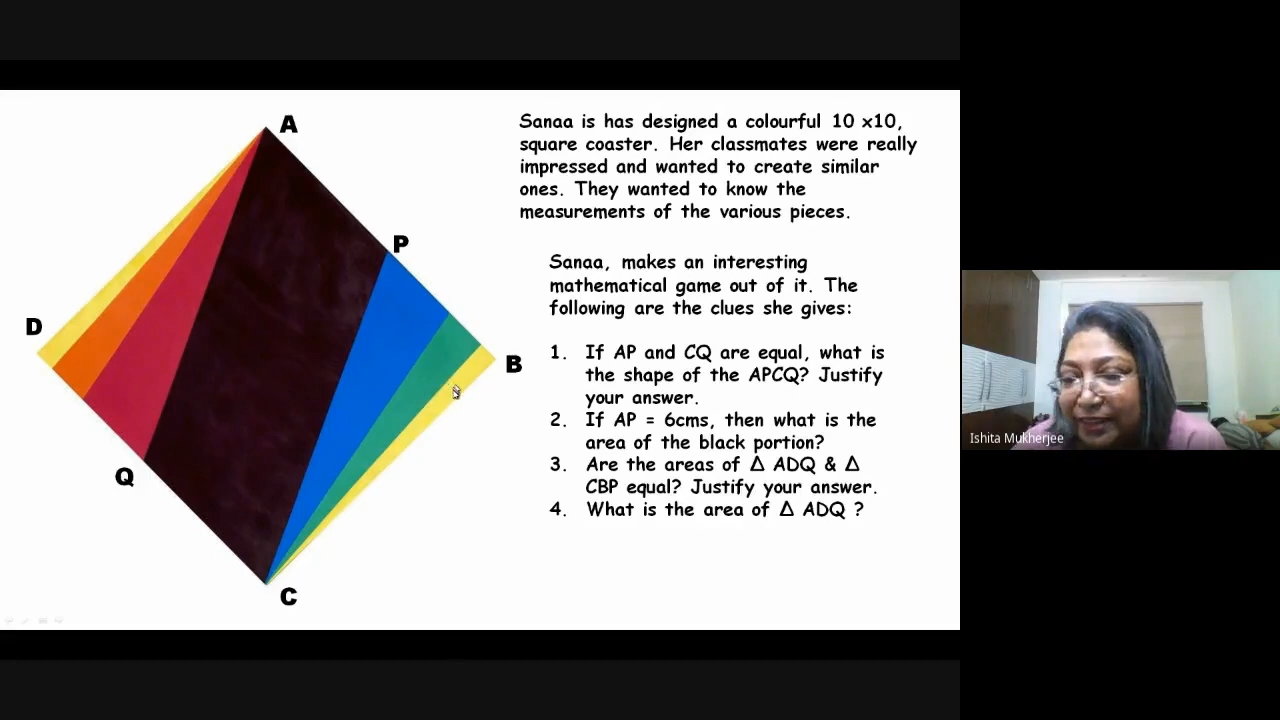 A
Sanaa is has designed a colourful 10 x10,
square coaster. Her classmates were really
impressed and wanted to create similar
ones. They wanted to know the
measurements of the various pieces.
P
Sanaa, makes an interesting
mathematical game out of it. The
following are the clues she gives:
D
B
1. If AP and CQ are equal, what is
the shape of the APCQ? Justify
your answer.
2. If AP = 6cms, then what is the
area of the black portion?
3. Are the areas of Δ ADQ & Δ
CBP equal? Justify your answer.
4. What is the area of Δ ADQ ?
Q
C
Ishita Mukherjee